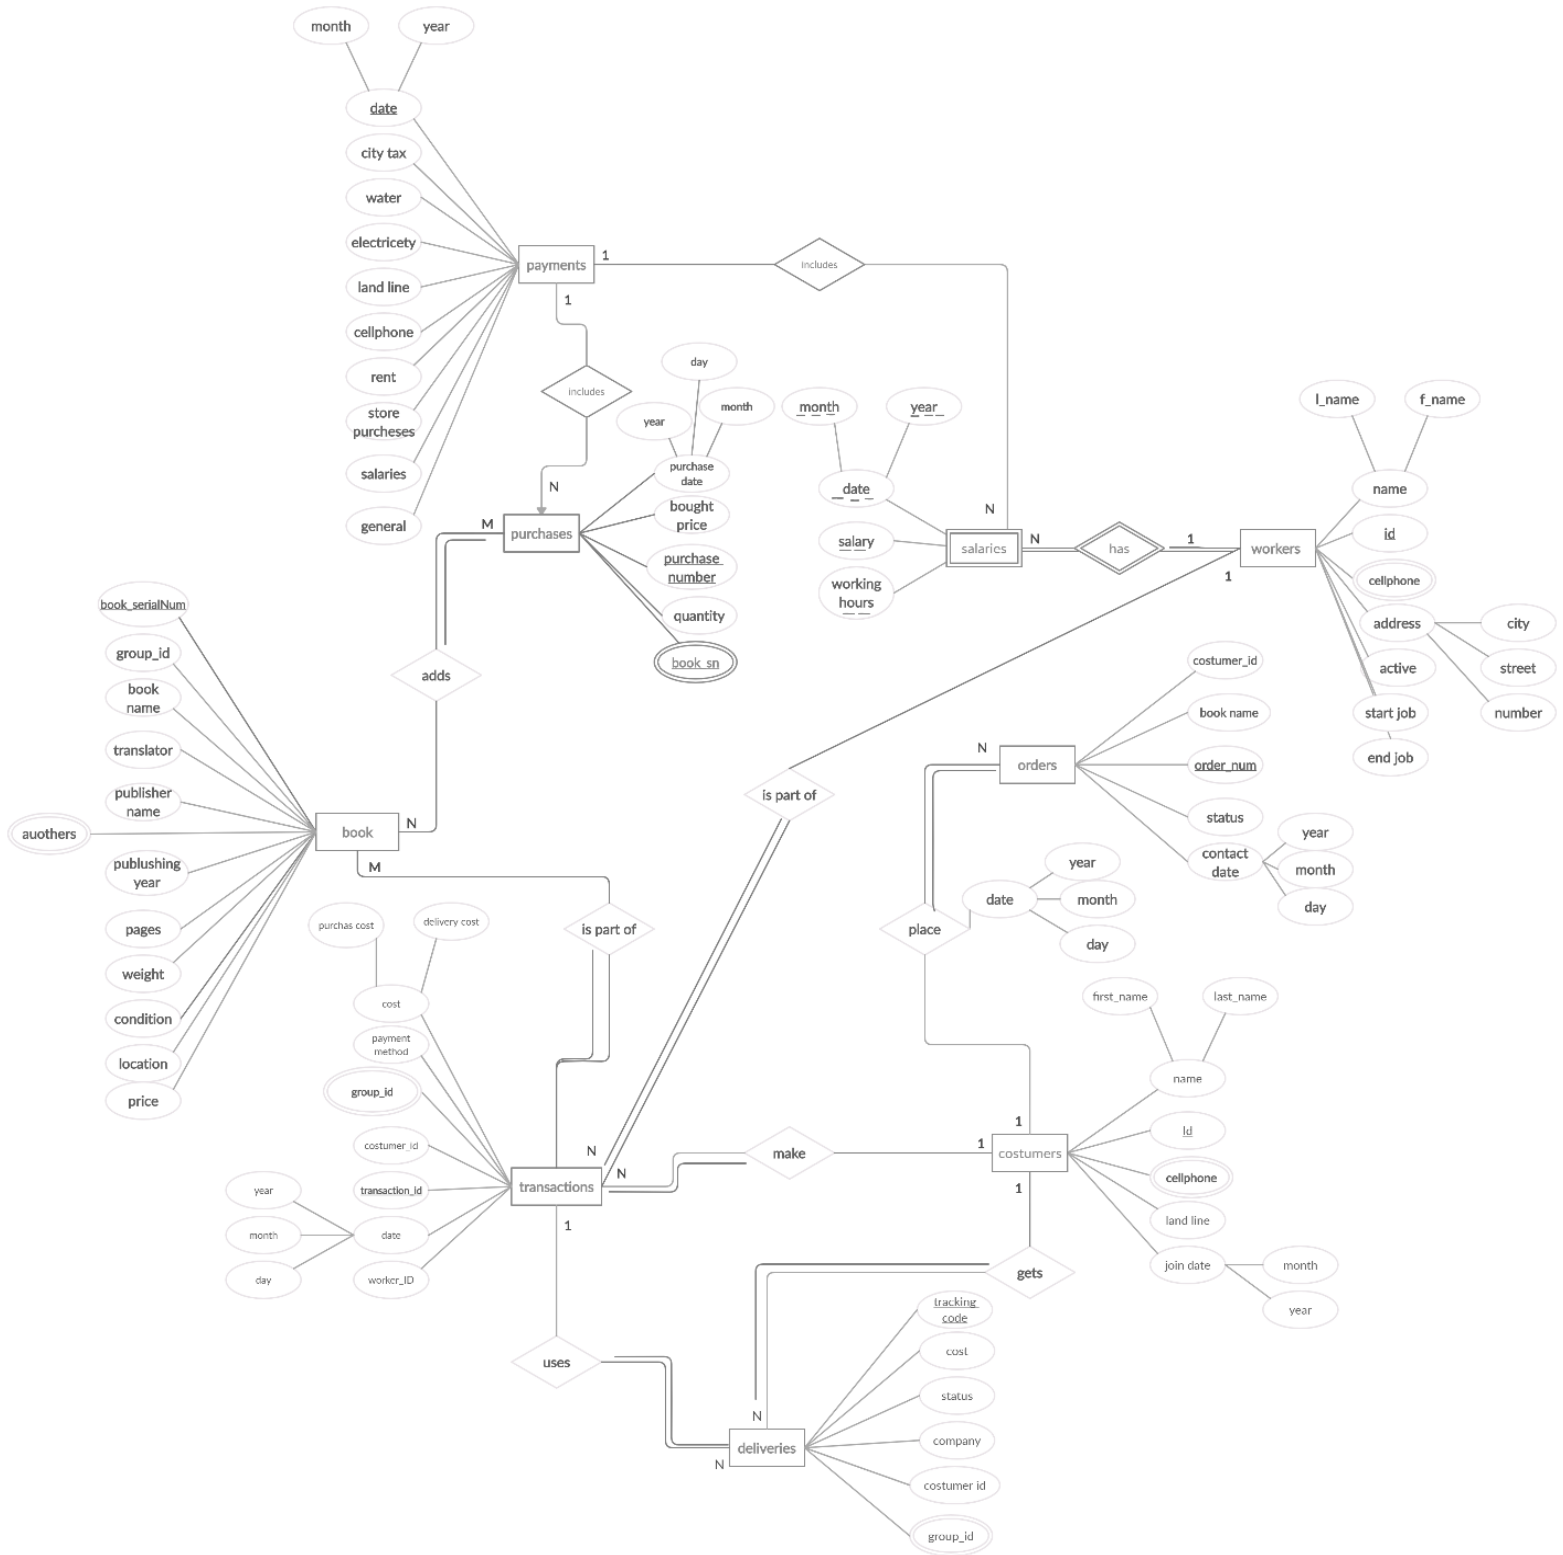 month
year
date
city tax
water
electricety
land line
cellphone
rent
store
purcheses
salaries
general
payments
1
1
includes
includes
N
N
day
month
year
purchase
date
bought
price
purchase
number
quantity
book_sn
purchases
M
month
year
date
salary
working
hours
salaries
N
has
1
1
workers
l_name
f_name
name
id
cellphone
address
city
street
number
active
start job
end job
adds
book_serialNum
group_id
book
name
translator
publisher
name
auothers
publushing
year
pages
weight
condition
location
price
book
N
M
is part of
is part of
costumer_id
book name
order_num
status
contact
date
year
month
day
orders
N
place
date
year
month
day
purchas cost
delivery cost
cost
payment
method
group_id
costumer_id
transaction_id
date
year
month
day
worker_ID
transactions
N
N
1
make
1
1
1
costumers
first_name
last_name
name
Id
cellphone
land line
join date
month
year
gets
uses
N
N
deliveries
tracking
code
cost
status
company
costumer id
group_id